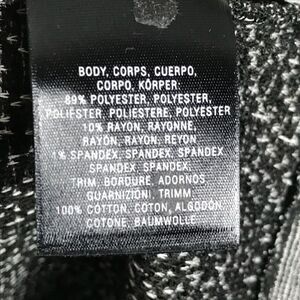 BODY, CORPS, CUERPO,
CORPO, KÖRPER:
89% POLYESTER, POLYESTER,
POLIÉSTER, POLIESTERE, POLYESTER
10% RAYON, RAYONNE,
RAYÓN, RAYON, REYON
1% SPANDEX, SPANDEX, SPANDEX
SPANDEX, SPANDEX
TRIM, BORDURE, ADORNOS
GUARNIZIONI, TRIMM
100% COTTON, COTON, ALGODÓN
COTONE, BAUMWOLLE